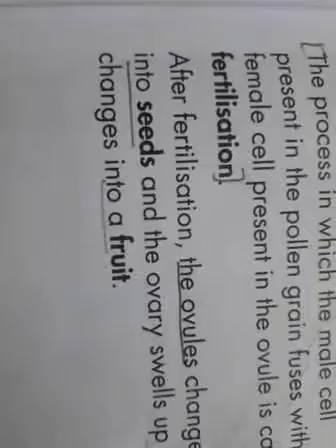 [The process in which the male cell
present in the pollen grain fuses with
female cell present in the ovule is
fertilisation].
After fertilisation, the ovules change
into seeds and the ovary swells up
changes into a fruit.